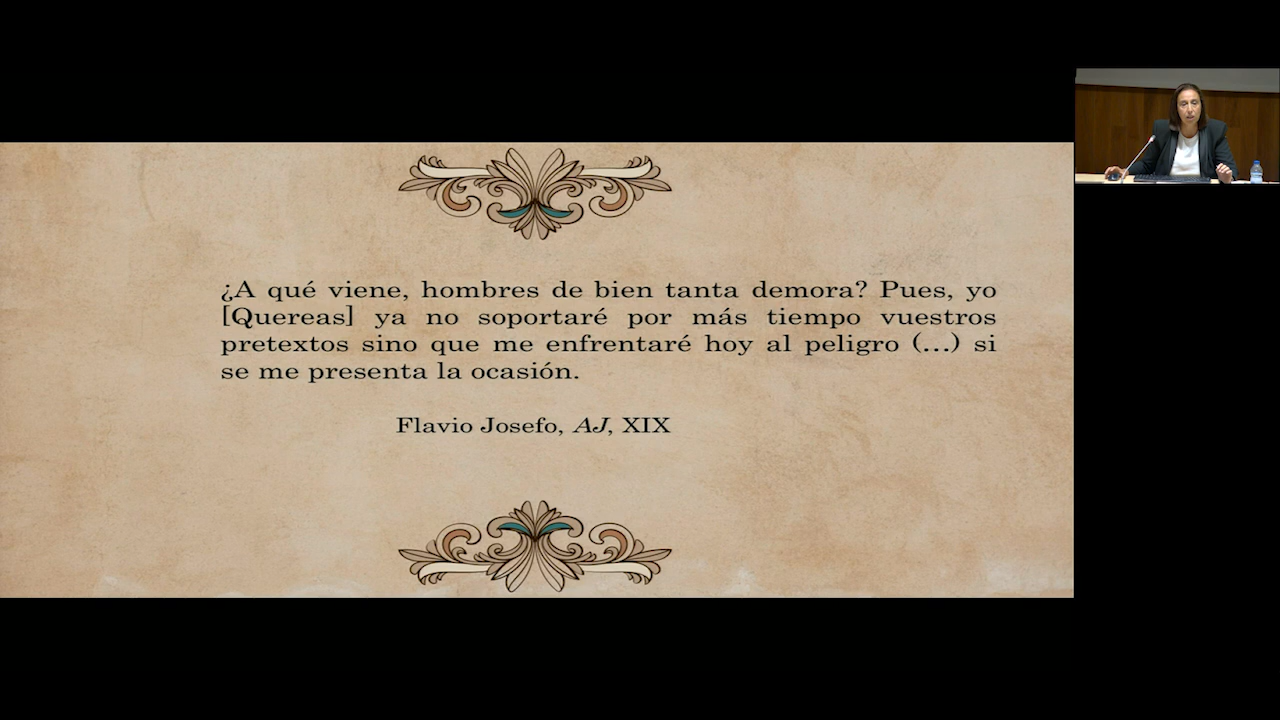 ¿A qué viene, hombres de bien tanta demora? Pues, yo
[Quereas] ya no soportaré por más tiempo vuestros
pretextos sino que me enfrentaré hoy al peligro (...) si
se me presenta la ocasión.
Flavio Josefo, AJ, XIX